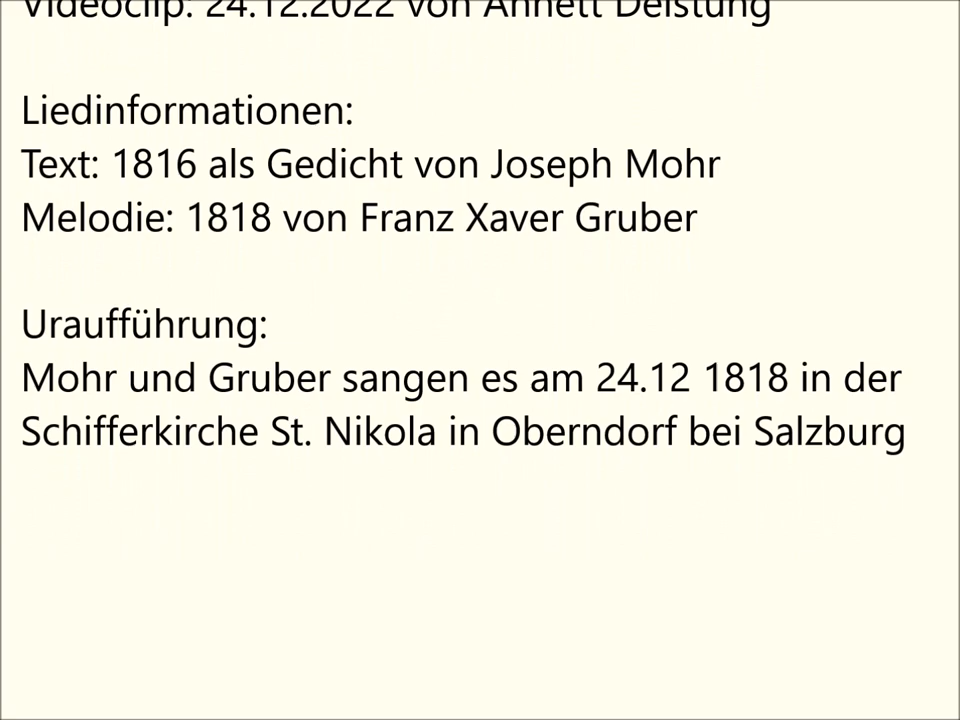 Videoclip: 24.12.2022 von Annett Deistung
Liedinformationen:
Text: 1816 als Gedicht von Joseph Mohr
Melodie: 1818 von Franz Xaver Gruber
Uraufführung:
Mohr und Gruber sangen es am 24.12 1818 in der
Schifferkirche St. Nikola in Oberndorf bei Salzburg